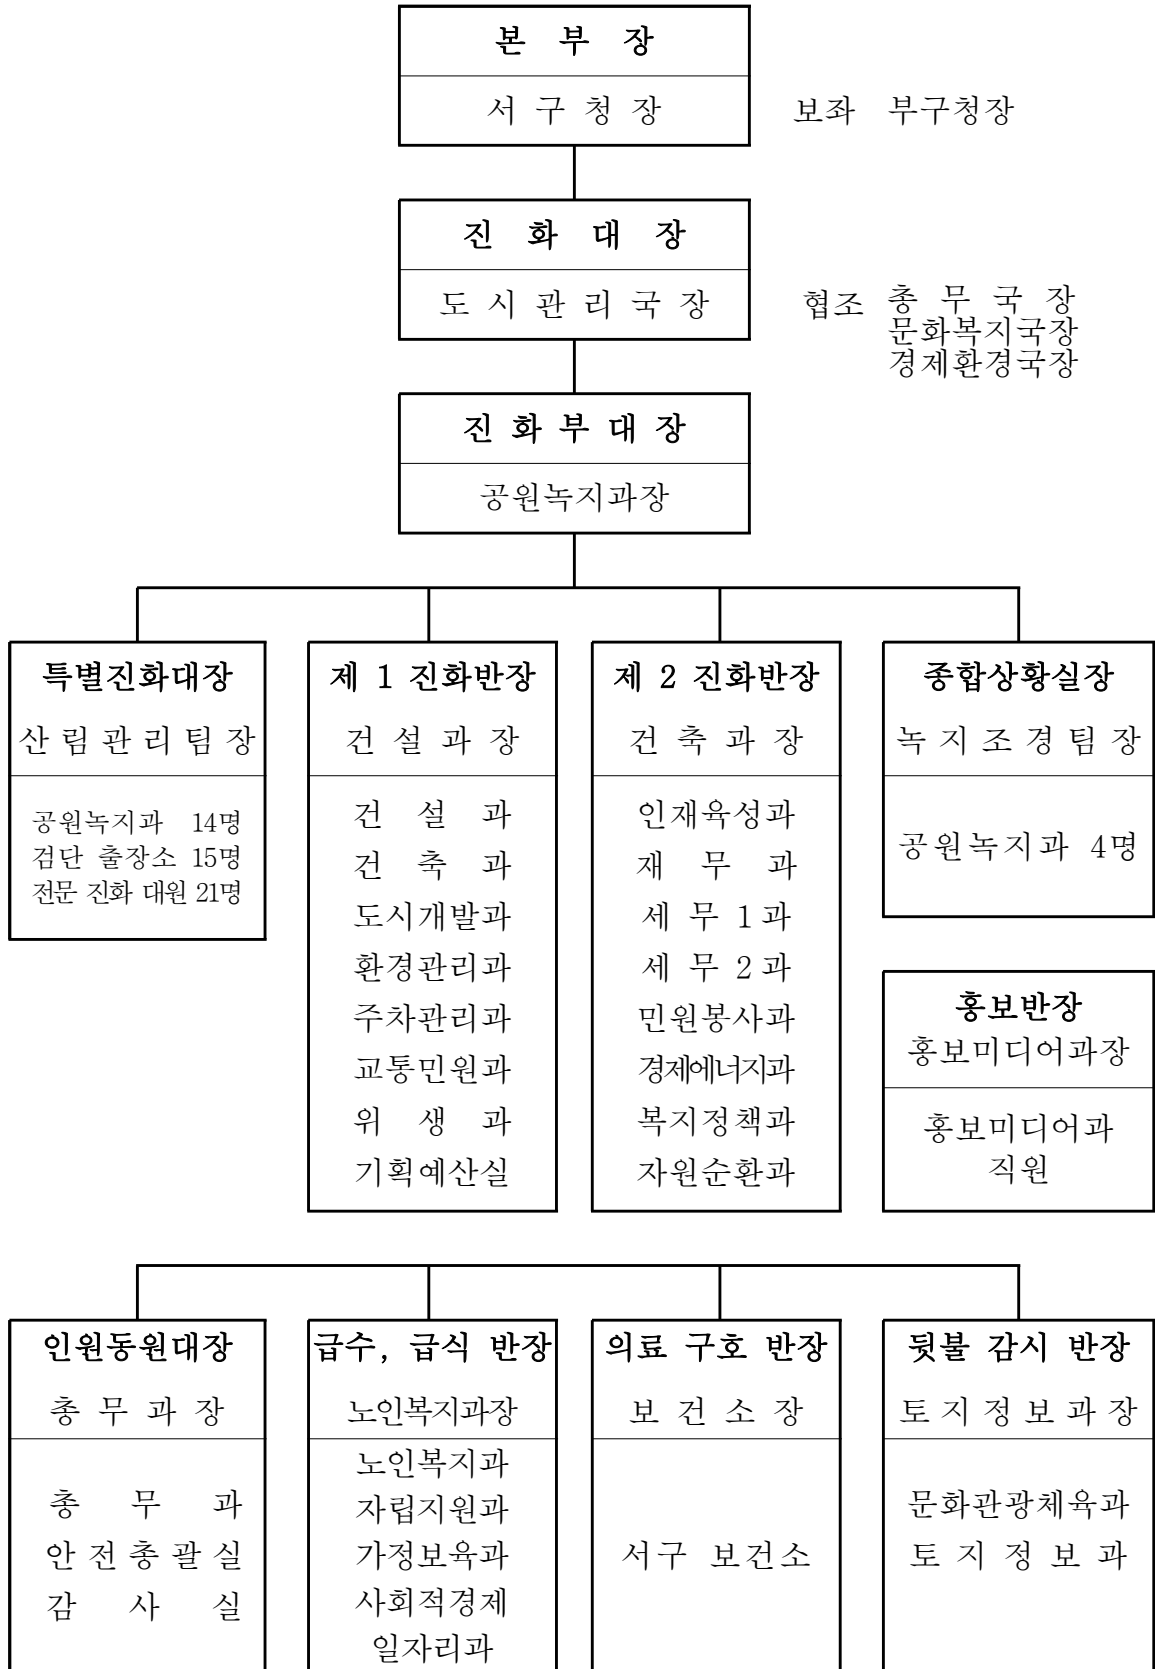 본 부 장
서 구 청 장
보좌 부구청장
진 화 대 장
도 시 관 리 국 장
협조 총 무 국 장
문화복지국장
경제환경국장
진 화 부 대 장
공원녹지과장
특별진화대장
산 림 관 리 팀 장
공원녹지과 14명
검단 출장소 15명
전문 진화 대원 21명
제 1 진화반장
건 설 과 장
건 설 과
건 축 과
도시개발과
환경관리과
주차관리과
교통민원과
위 생 과
기획예산실
제 2 진화반장
건 축 과 장
인재육성과
재 무 과
세 무 1 과
세 무 2 과
민원봉사과
경제에너지과
복지정책과
자원순환과
종합상황실장
녹 지 조 경 팀 장
공원녹지과 4명
홍보반장
홍보미디어과장
홍보미디어과
직원
인원동원대장
총 무 과 장
총 무 과
안 전 총 괄 실
감 사 실
급수, 급식 반장
노인복지과장
노인복지과
자립지원과
가정보육과
사회적경제
일자리과
의료 구호 반장
보 건 소 장
서구 보건소
뒷불 감시 반장
토 지 정 보 과 장
문화관광체육과
토 지 정 보 과